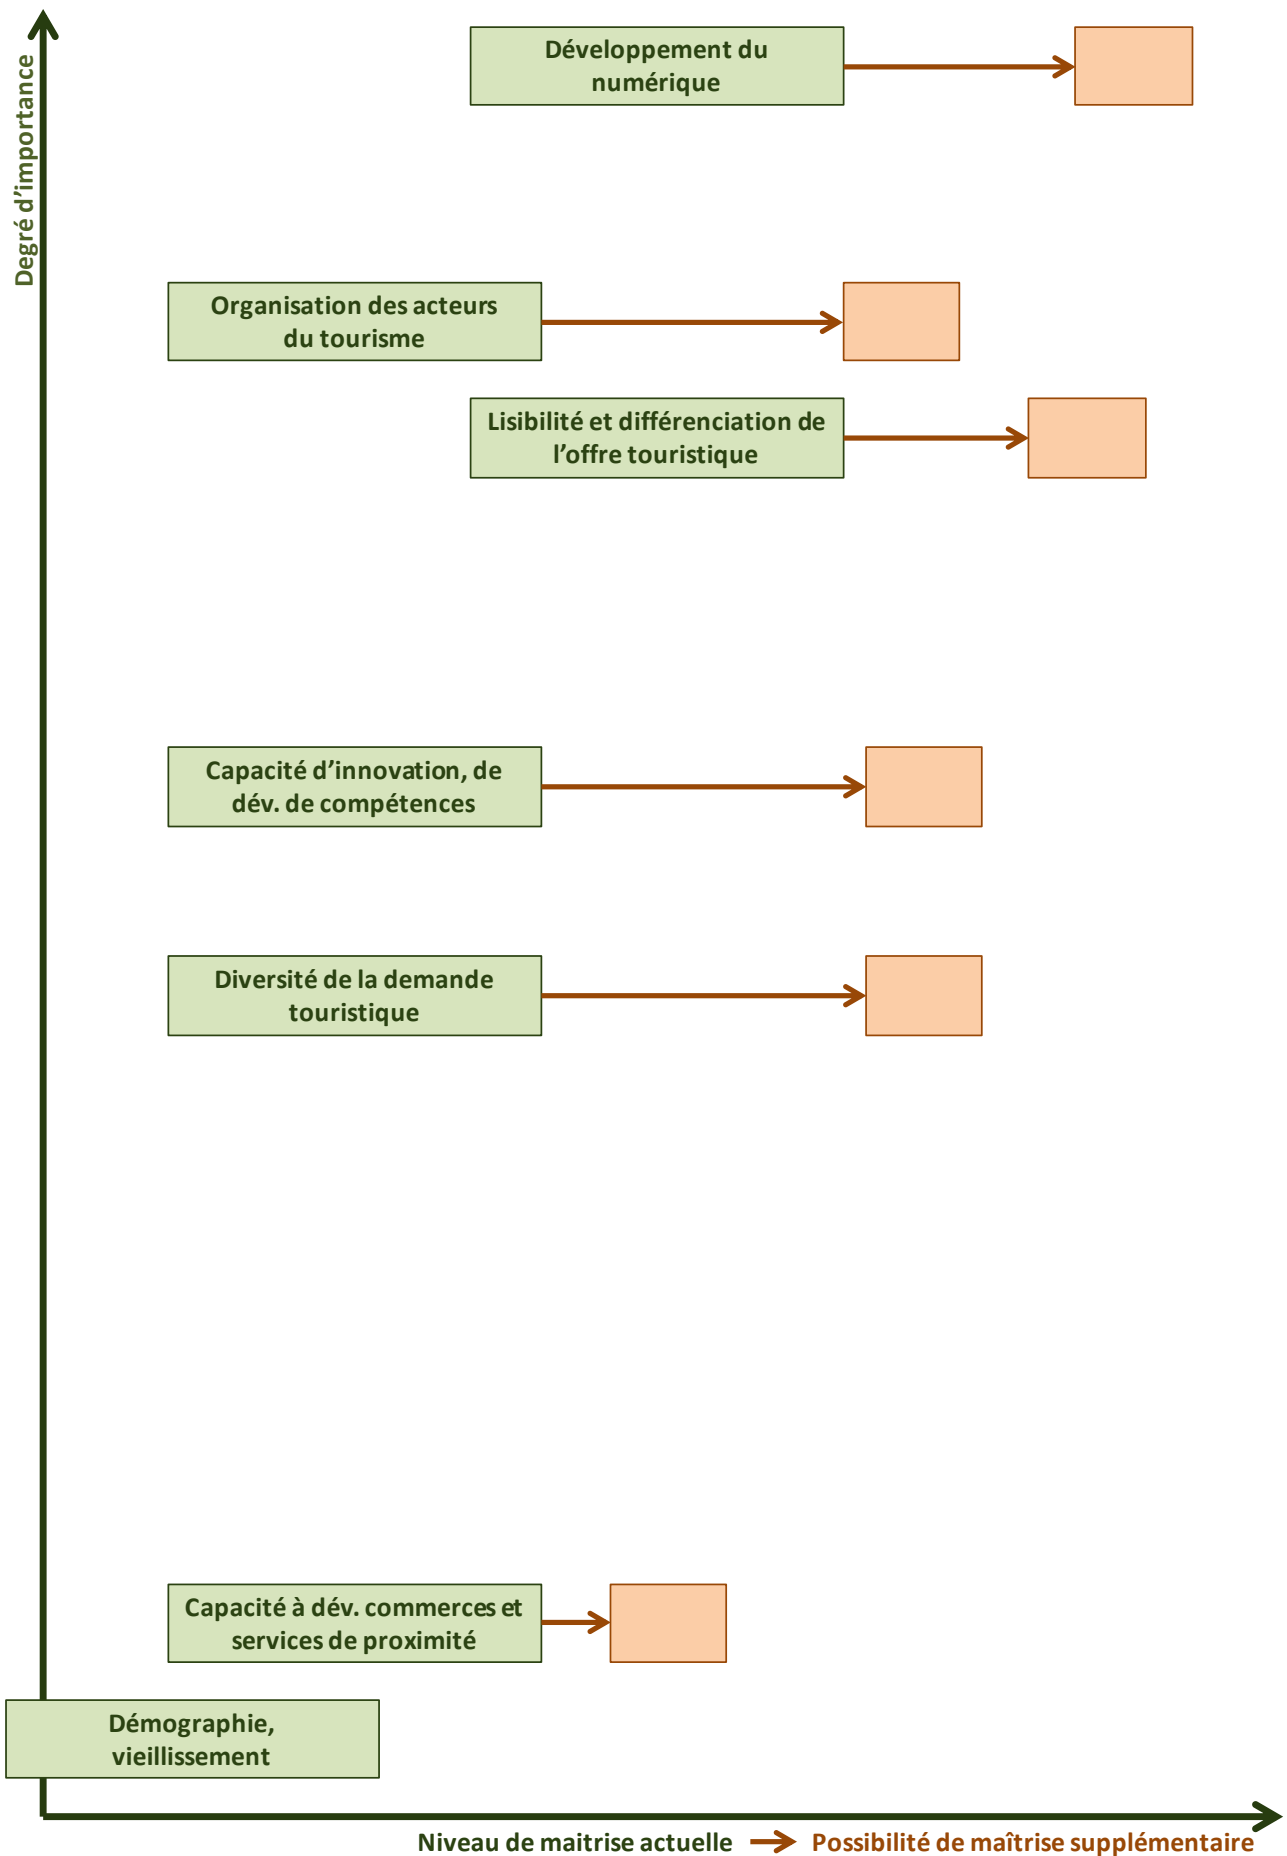 Degré d'importance
Développement du
numérique
Organisation des acteurs
du tourisme
Lisibilité et différenciation de
l'offre touristique
Capacité d'innovation, de
dév. de compétences
Diversité de la demande
touristique
Capacité à dév. commerces et
services de proximité
Démographie,
vieillissement
Niveau de maitrise actuelle Possibilité de maîtrise supplémentaire